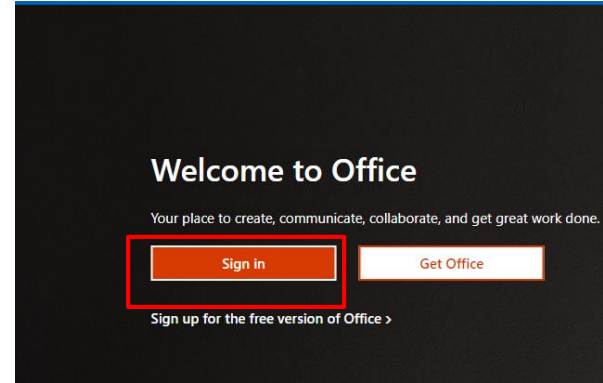 Welcome to Office
Your place to create, communicate, collaborate, and get great work done.
Sign in
Get Office
Sign up for the free version of Office >